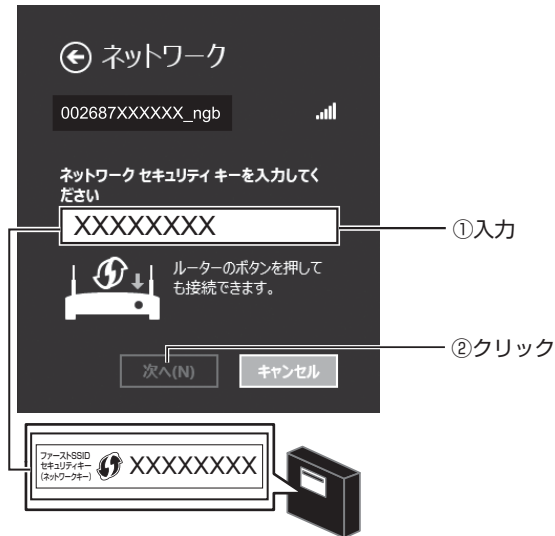 ネットワーク
002687XXXXXX_ngb
ネットワーク セキュリティ キーを入力してく
ださい
XXXXXXXX
①入力
ルーターのボタンを押して
も接続できます。
②クリック
次へ(N)
キャンセル
ファーストSSID
セキュリティキー
(ネットワークキー)
XXXXXXXX